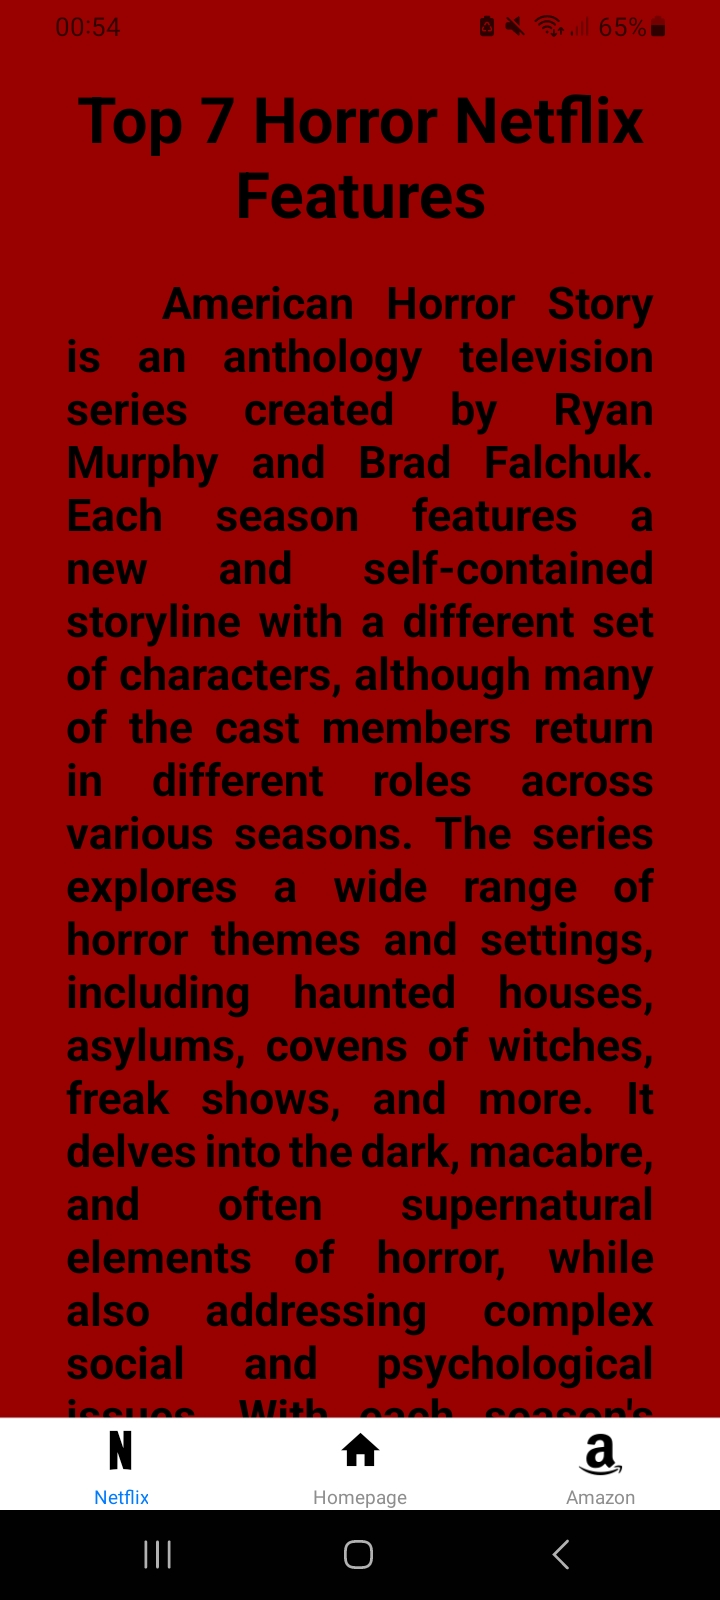 00:54 65%
Top 7 Horror Netflix
Features
American Horror Story
is an anthology television
series created by Ryan
Murphy and Brad Falchuk.
Each season features a
new and self-contained
storyline with a different set
of characters, although many
of the cast members return
in different roles across
various seasons. The series
explores a wide range of
horror themes and settings,
including haunted houses,
asylums, covens of witches,
freak shows, and more. It
delves into the dark, macabre,
and often supernatural
elements of horror, while
also addressing complex
social and psychological
issues. With each season's
N a
Netflix Homepage Amazon